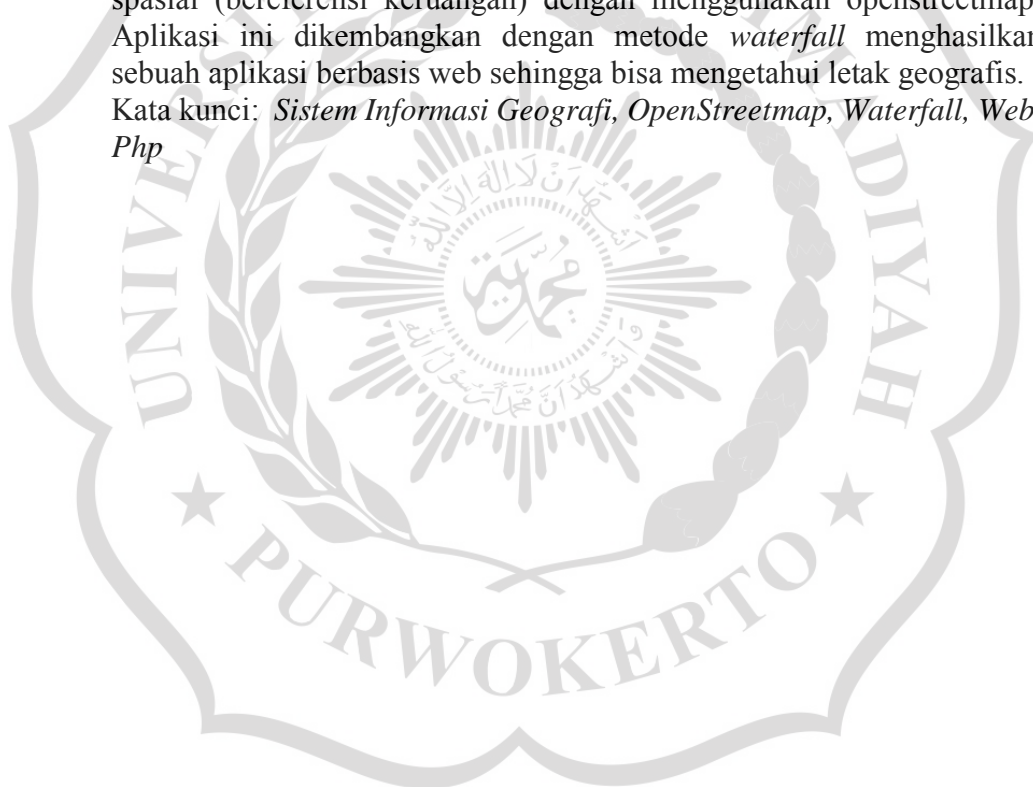 spasial (bereferensi keruangan) dengan menggunakan openstreetmap
Aplikasi ini dikembangkan dengan metode waterfall menghasilkan
sebuah aplikasi berbasis web sehingga bisa mengetahui letak geografis.
Kata kunci: Sistem Informasi Geografi, OpenStreetmap, Waterfall, Web
Php
PURWOKERTO